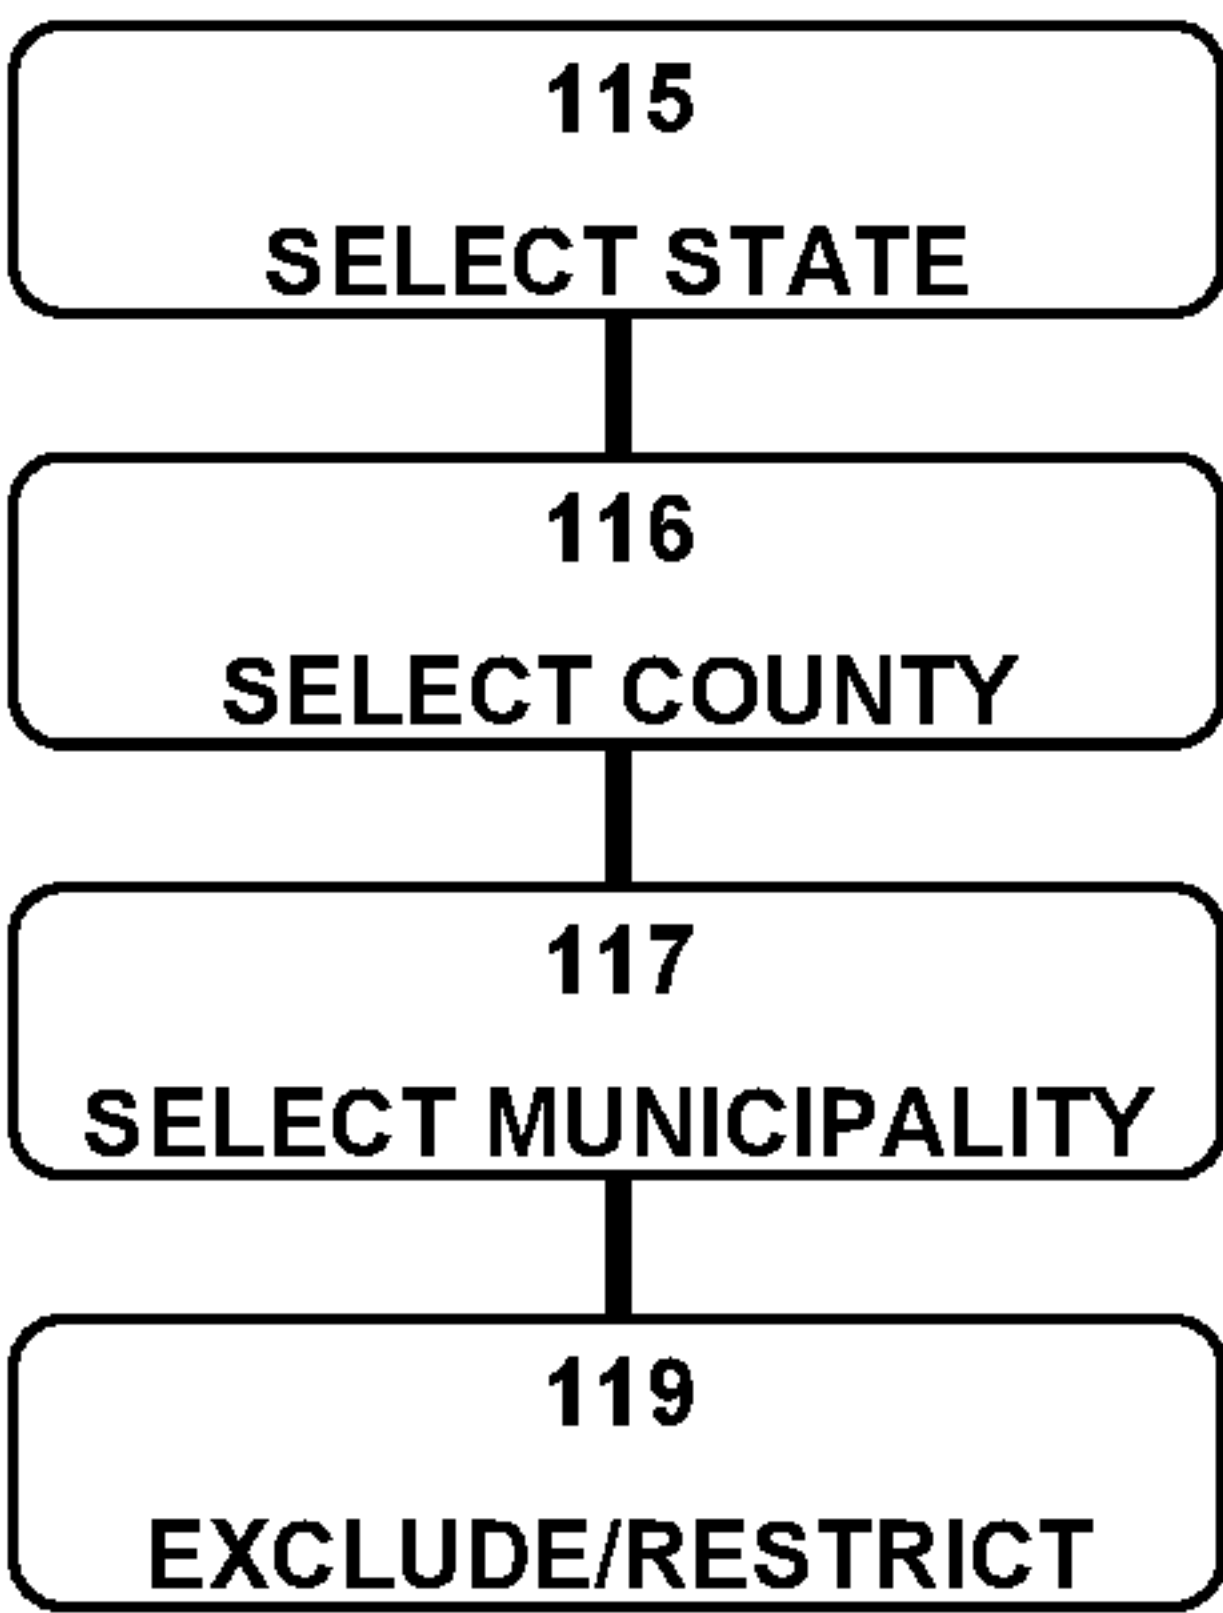 115
SELECT STATE
116
SELECT COUNTY
117
SELECT MUNICIPALITY
119
EXCLUDE/RESTRICT